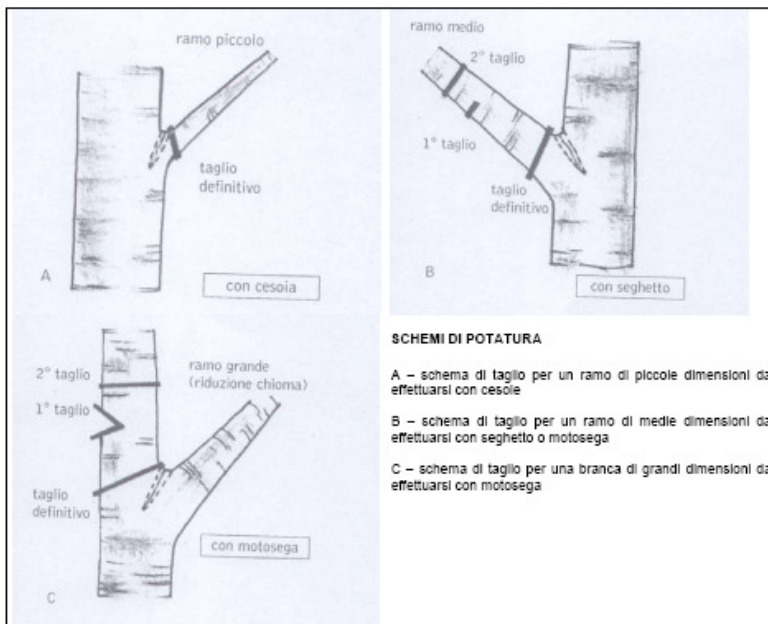 ramo piccolo
taglio
definitivo
A
con cesoia
ramo medio
2° taglio
1° taglio
taglio
definitivo
B
con seghetto
2° taglio
1° taglio
ramo grande
(riduzione chioma)
taglio
definitivo
con motosega
C
SCHEMI DI POTATURA
A – schema di taglio per un ramo di piccole dimensioni da
effettuarsi con cesoie
B – schema di taglio per un ramo di medie dimensioni da
effettuarsi con seghetto o motosega
C – schema di taglio per una branca di grandi dimensioni da
effettuarsi con motosega